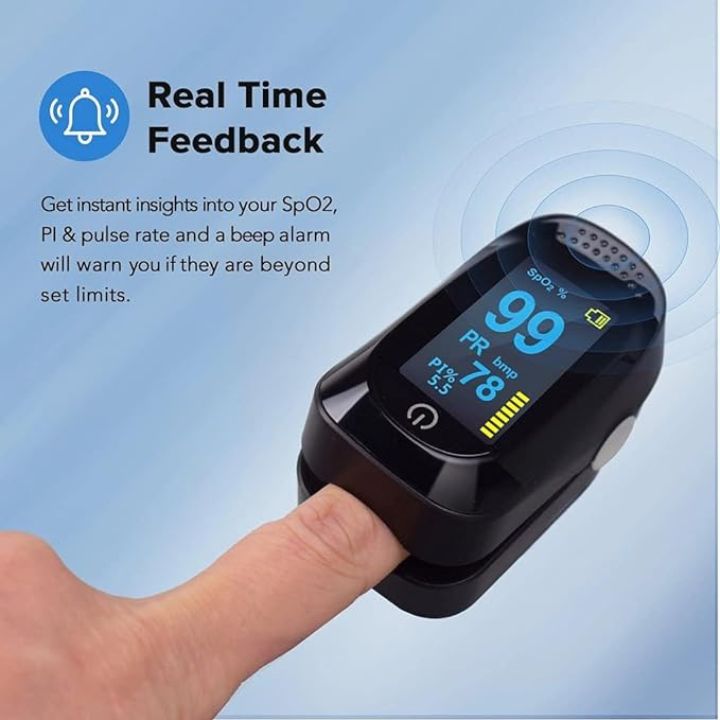 Real Time
Feedback
Get instant insights into your SpO2,
PI & pulse rate and a beep alarm
will warn you if they are beyond
set limits.
SpO₂ %
99
PR bmp
PI% 78
5.5